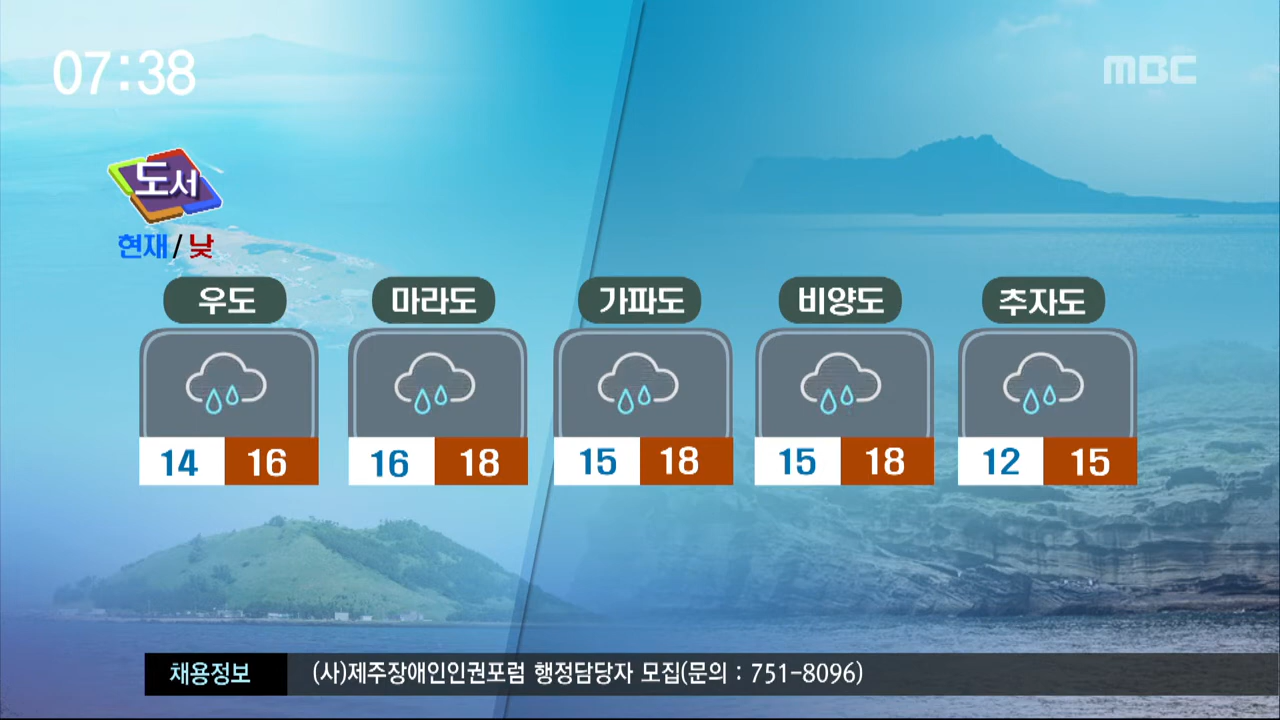 07:38
MBC
도서
현재/낮
우도 마라도 가파도 비양도 추자도
14 16 16 18 15 18 15 18 12 15
채용정보 (사)제주장애인인권포럼 행정담당자 모집(문의 : 751-8096)